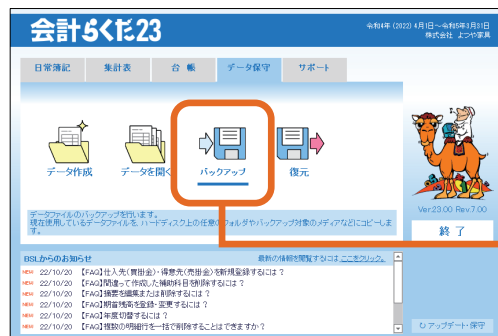 会計らくだ23
令和4年 (2022) 4月1日～令和5年3月31日
株式会社 よつや家具
日常簿記 集計表 台 帳 データ保守 サポート
データ作成 データを開く バックアップ 復元
データファイルのバックアップを行います。
現在使用しているデータファイルを、ハードディスク上の任意のフォルダやバックアップ対象のメディアなどにコピーします。
Ver.23.00 Rev.7.00
終 了
BSLからのお知らせ 最新の情報を閲覧するには ここをクリック。
NEW 22/10/20 【FAQ】仕入先(買掛金)・得意先(売掛金)を新規登録するには？
NEW 22/10/20 【FAQ】間違って作成した補助科目を削除するには？
NEW 22/10/20 【FAQ】摘要を編集または削除するには？
NEW 22/10/20 【FAQ】期首残高を登録・変更するには？
NEW 22/10/20 【FAQ】年度切替するには？
NEW 22/10/20 【FAQ】複数の明細行を一括で削除することはできますか？
アップデート・保守